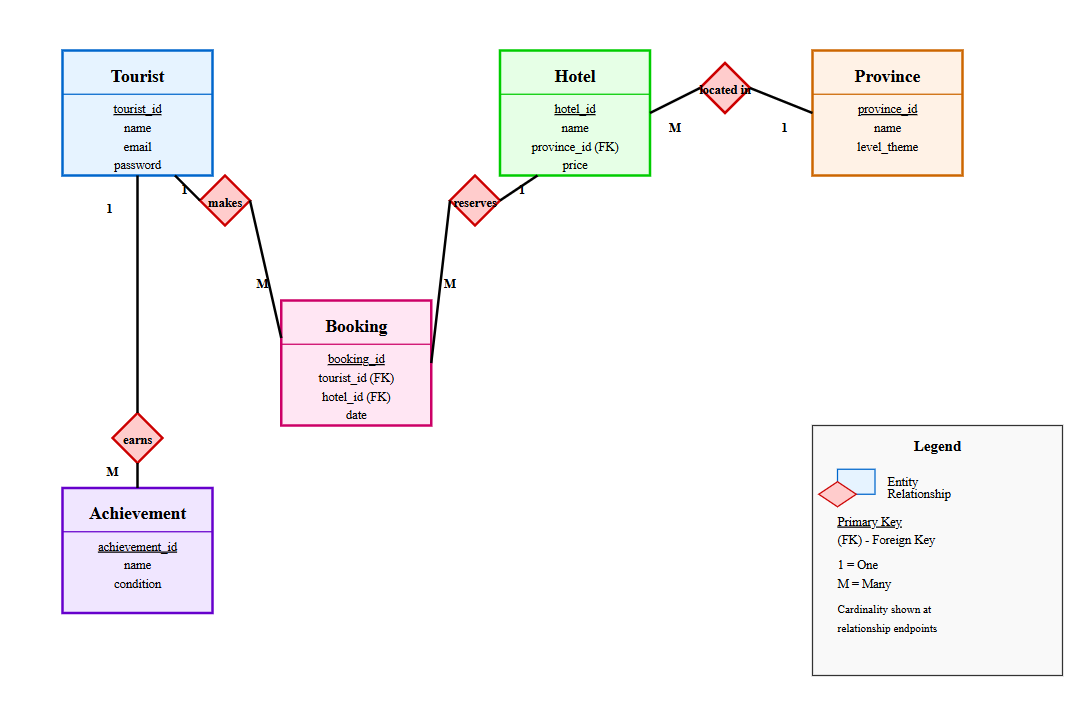 Tourist
tourist_id
name
email
password
Hotel
hotel_id
name
province_id (FK)
price
located in
M
1
Province
province_id
name
level_theme
1
makes
M
reserves
1
M
1
Booking
booking_id
tourist_id (FK)
hotel_id (FK)
date
earns
M
Achievement
achievement_id
name
condition
Legend
Entity
Relationship
Primary Key
(FK) - Foreign Key
1 = One
M = Many
Cardinality shown at
relationship endpoints